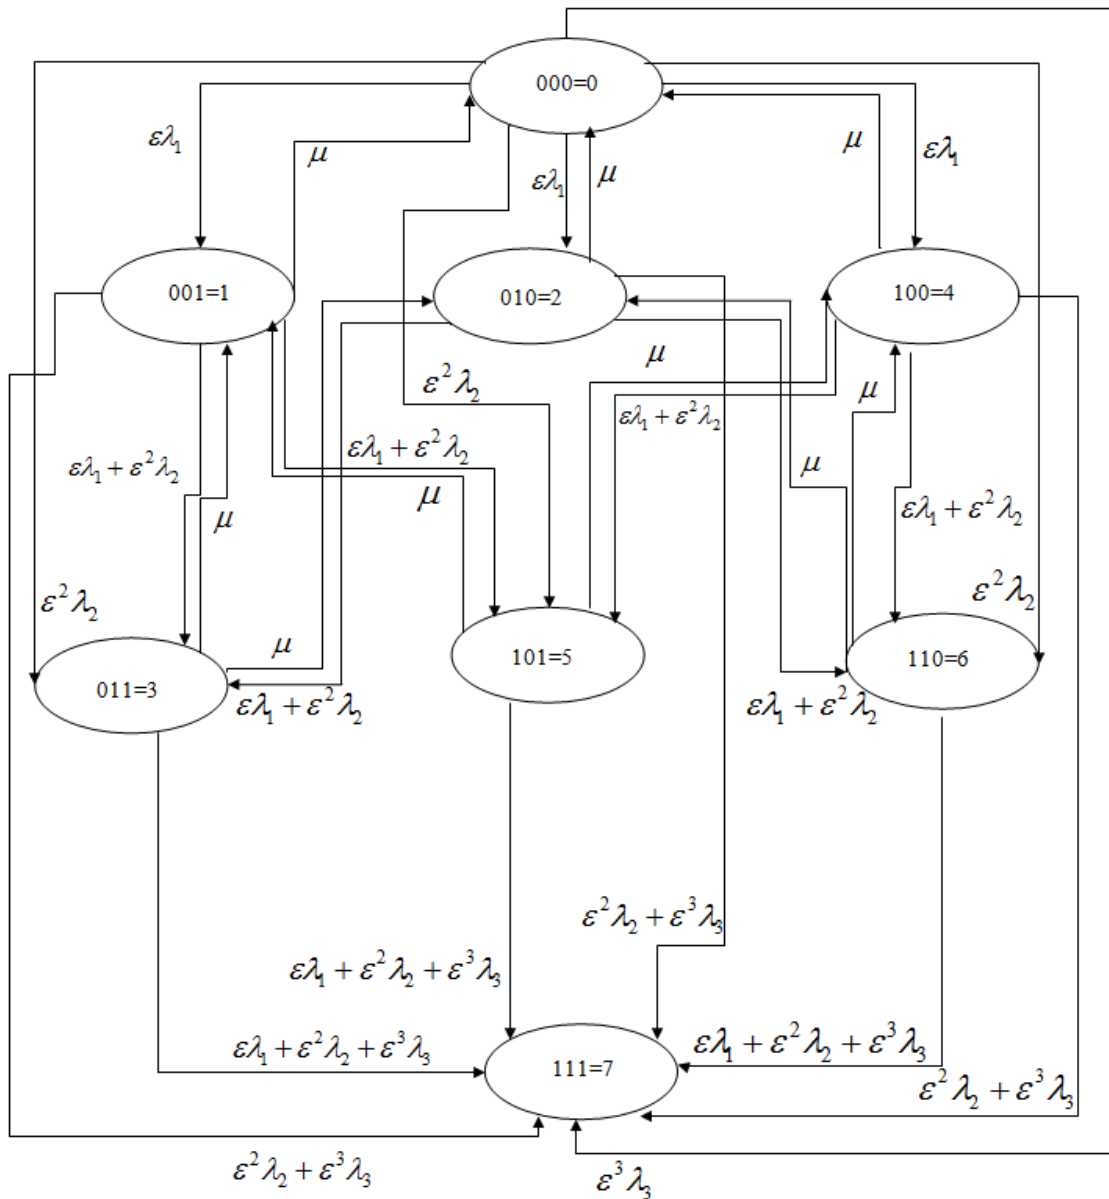 000=0
ελ₁
μ
ελ₁
μ
μ
ελ₁
001=1
010=2
100=4
μ
ε²λ₂
μ
ελ₁ + ε²λ₂
ελ₁ + ε²λ₂
ελ₁ + ε²λ₂
μ
μ
μ
ελ₁ + ε²λ₂
ε²λ₂
ε²λ₂
μ
011=3
101=5
110=6
ελ₁ + ε²λ₂
ελ₁ + ε²λ₂
ε²λ₂ + ε³λ₃
ελ₁ + ε²λ₂ + ε³λ₃
ελ₁ + ε²λ₂ + ε³λ₃
ελ₁ + ε²λ₂ + ε³λ₃
111=7
ε²λ₂ + ε³λ₃
ε²λ₂ + ε³λ₃
ε³λ₃